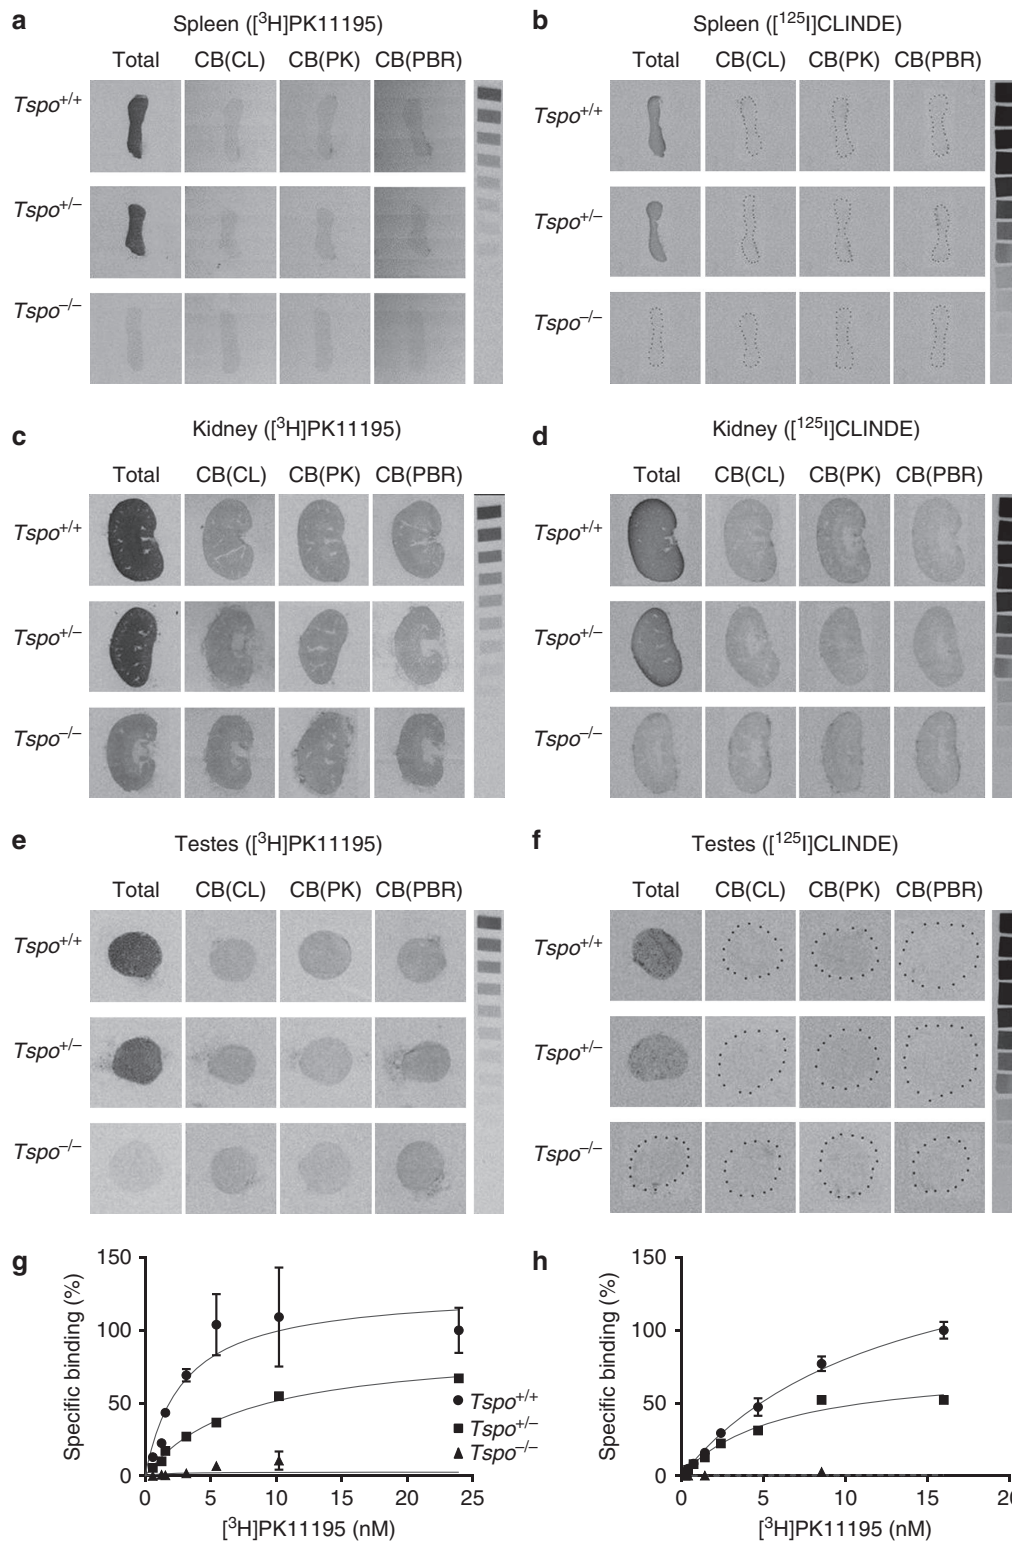 a Spleen ([³H]PK11195)
Total CB(CL) CB(PK) CB(PBR)
Tspo⁺/⁺
Tspo⁺/⁻
Tspo⁻/⁻
b Spleen ([¹²⁵I]CLINDE)
Total CB(CL) CB(PK) CB(PBR)
Tspo⁺/⁺
Tspo⁺/⁻
Tspo⁻/⁻
c Kidney ([³H]PK11195)
Total CB(CL) CB(PK) CB(PBR)
Tspo⁺/⁺
Tspo⁺/⁻
Tspo⁻/⁻
d Kidney ([¹²⁵I]CLINDE)
Total CB(CL) CB(PK) CB(PBR)
Tspo⁺/⁺
Tspo⁺/⁻
Tspo⁻/⁻
e Testes ([³H]PK11195)
Total CB(CL) CB(PK) CB(PBR)
Tspo⁺/⁺
Tspo⁺/⁻
Tspo⁻/⁻
f Testes ([¹²⁵I]CLINDE)
Total CB(CL) CB(PK) CB(PBR)
Tspo⁺/⁺
Tspo⁺/⁻
Tspo⁻/⁻
g
Specific binding (%)
150
100
50
0
0 5 10 15 20 25
[³H]PK11195 (nM)
Tspo⁺/⁺
Tspo⁺/⁻
Tspo⁻/⁻
h
Specific binding (%)
150
100
50
0
0 5 10 15 20
[³H]PK11195 (nM)